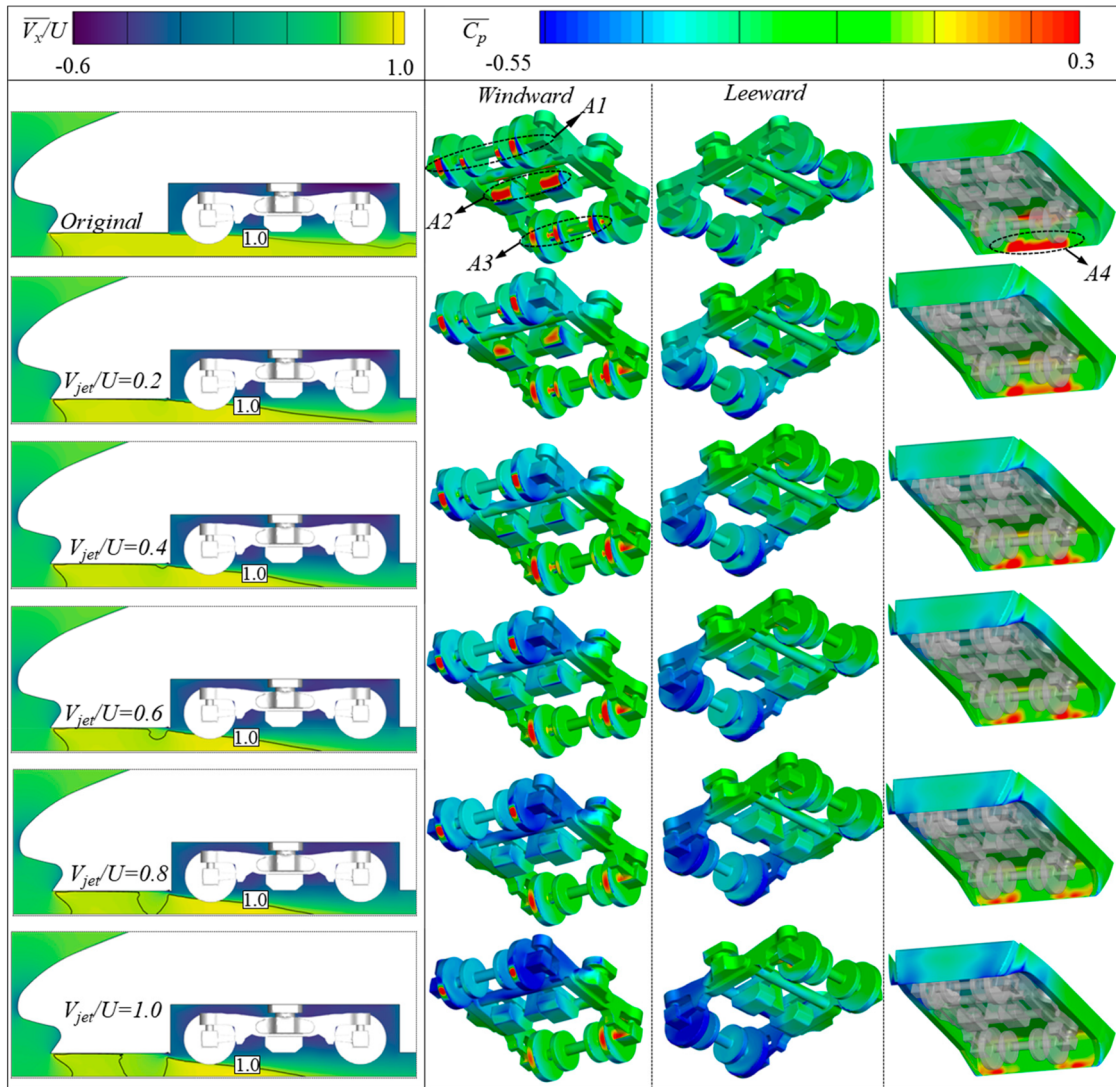 V̅x̅/U
-0.6 1.0
C̅p̅
-0.55 0.3
Windward
Leeward
A1
A2
A3
A4
Original
1.0
Vjet/U=0.2
1.0
Vjet/U=0.4
1.0
Vjet/U=0.6
1.0
Vjet/U=0.8
1.0
Vjet/U=1.0
1.0